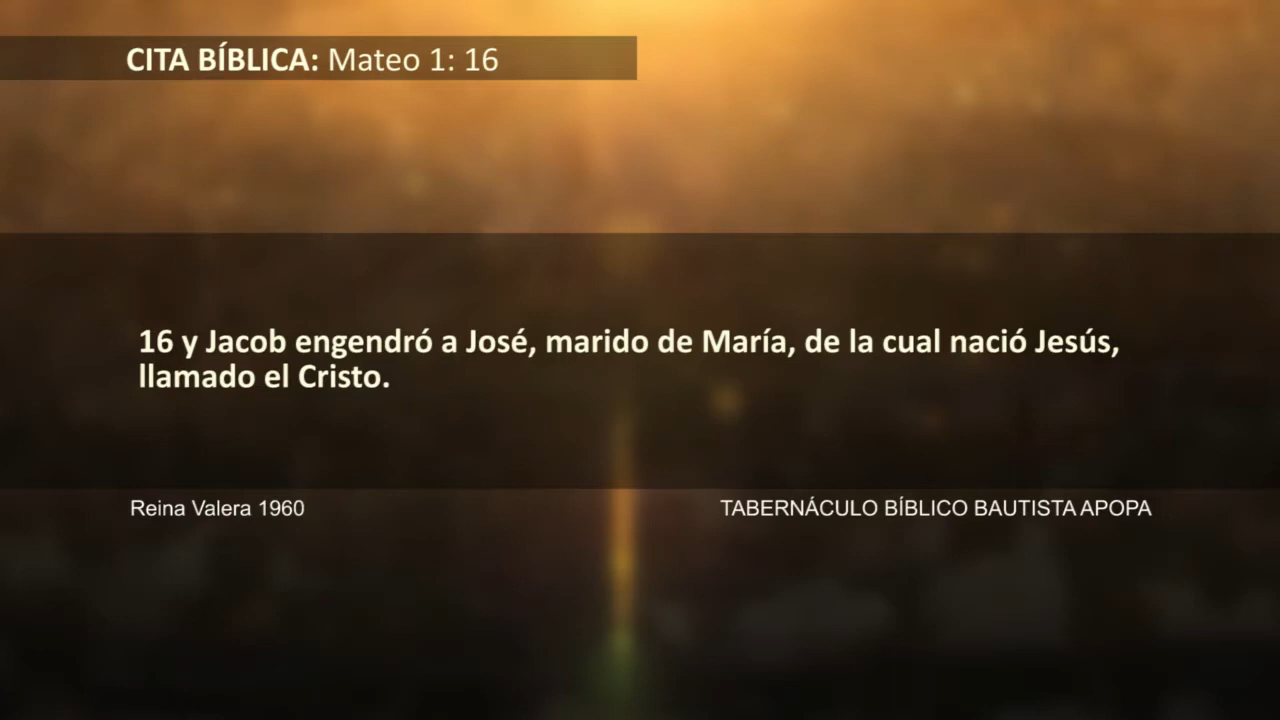 CITA BÍBLICA: Mateo 1: 16
16 y Jacob engendró a José, marido de María, de la cual nació Jesús,
llamado el Cristo.
Reina Valera 1960
TABERNÁCULO BÍBLICO BAUTISTA APOPA